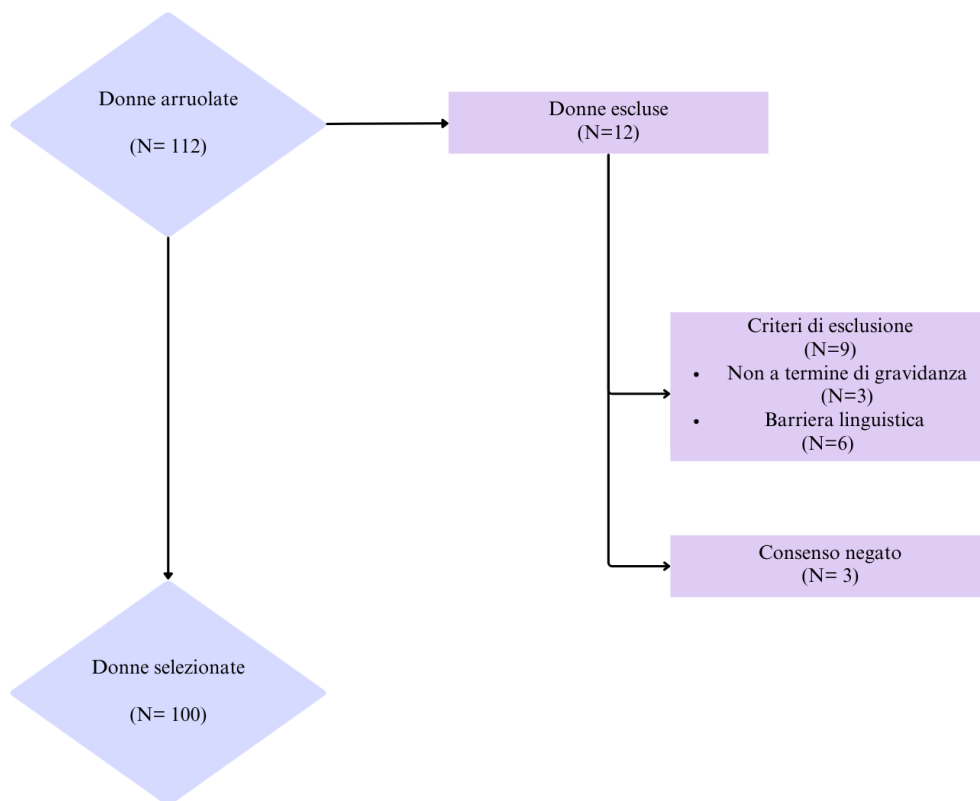 Donne arruolate
(N= 112)
Donne escluse
(N=12)
Criteri di esclusione
(N=9)
• Non a termine di gravidanza
(N=3)
• Barriera linguistica
(N=6)
Consenso negato
(N= 3)
Donne selezionate
(N= 100)